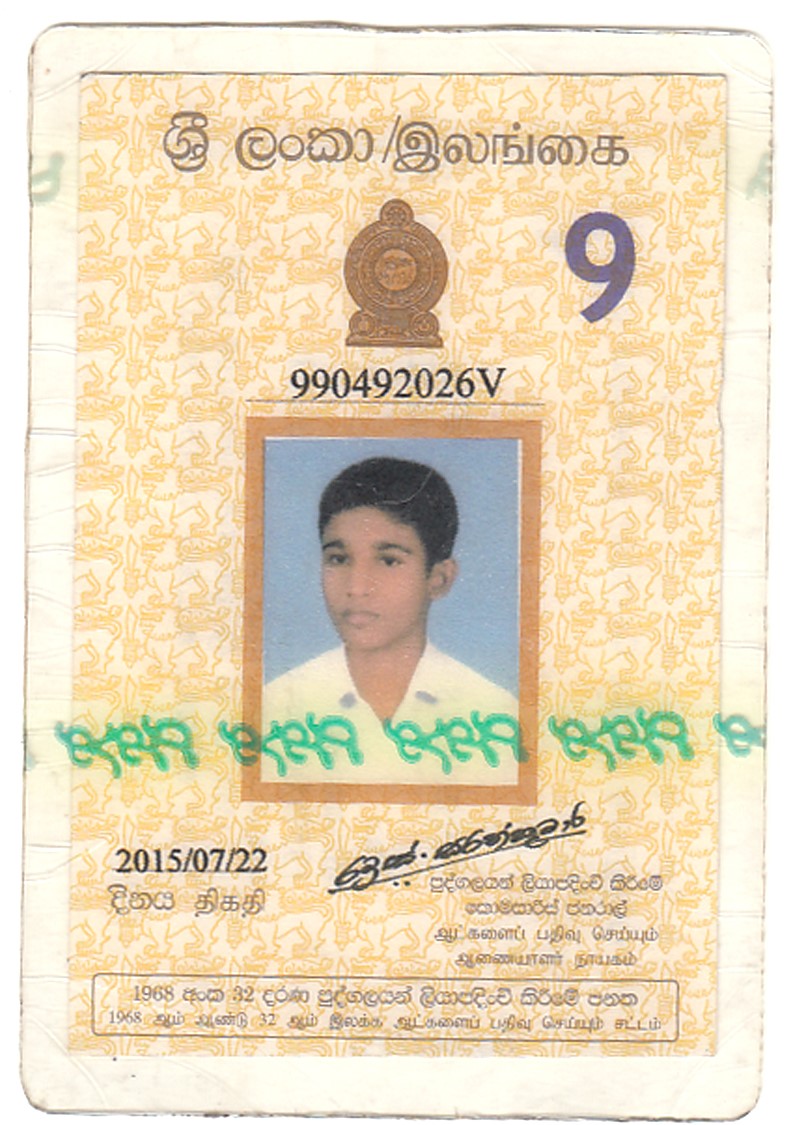 ශ්‍රී ලංකා/இலங்கை
9
990492026V
2015/07/22
දිනය திகதி
පුද්ගලයන් ලියාපදිංචි කිරීමේ
කොමසාරිස් ජනරාල්
ஆட்களைப் பதிவு செய்யும்
ஆணையாளர் நாயகம்
1968 අංක 32 දරණ පුද්ගලයන් ලියාපදිංචි කිරීමේ පනත
1968 ஆம் ஆண்டு 32 ஆம் இலக்க ஆட்களைப் பதிவு செய்யும் சட்டம்